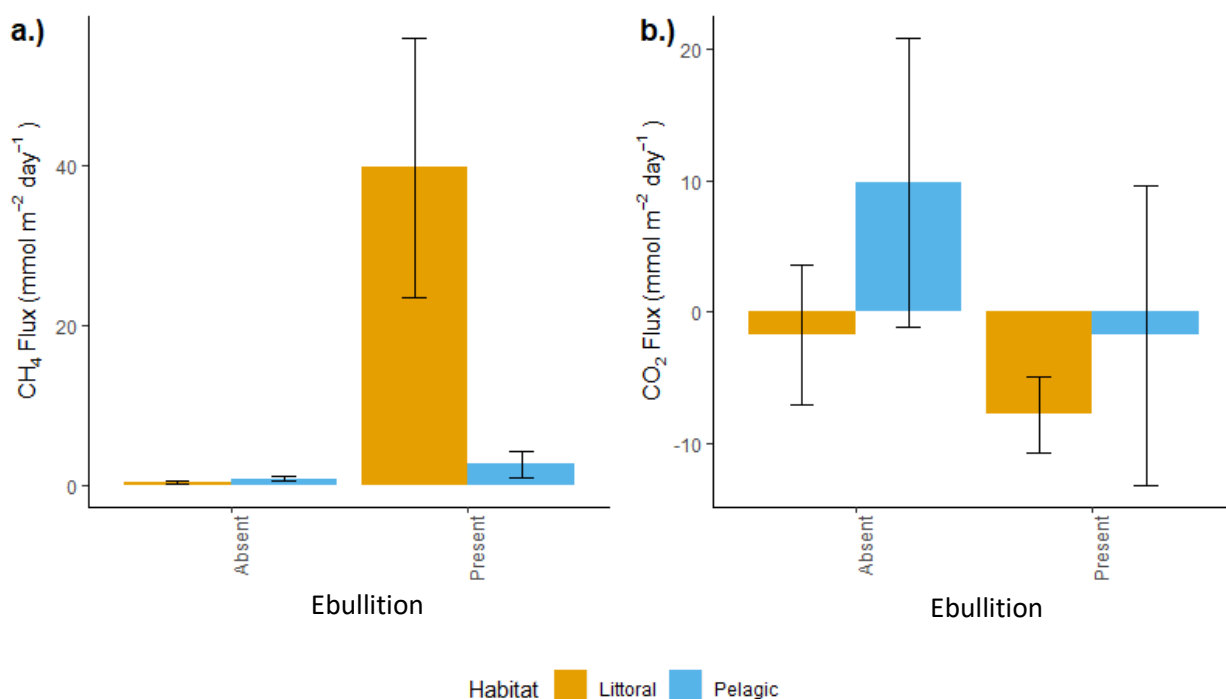 a.)
CH₄ Flux (mmol m⁻² day⁻¹ )
40
20
0
Absent
Present
Ebullition
b.)
CO₂ Flux (mmol m⁻² day⁻¹ )
20
10
0
-10
Absent
Present
Ebullition
Habitat Littoral Pelagic